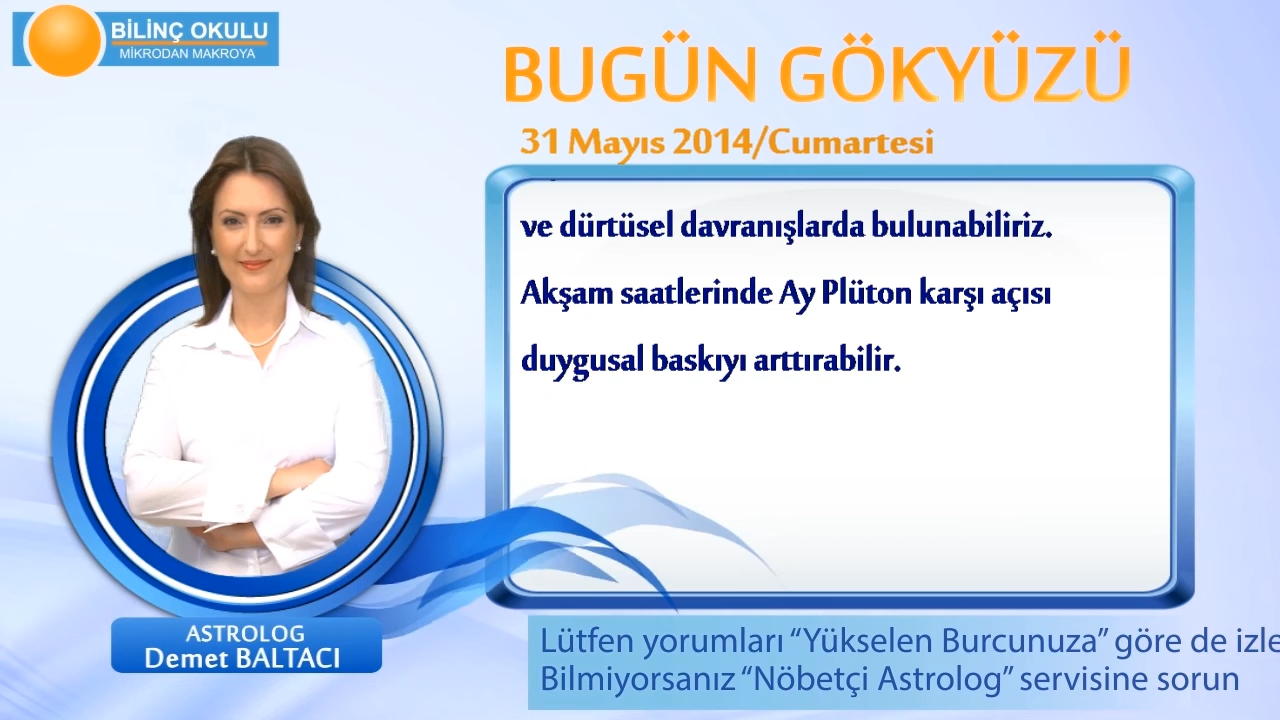 BİLİNÇ OKULU
MİKRODAN MAKROYA
BUGÜN GÖKYÜZÜ
31 Mayıs 2014/Cumartesi
ve dürtüsel davranışlarda bulunabiliriz.
Akşam saatlerinde Ay Plüton karşı açısı
duygusal baskıyı arttırabilir.
ASTROLOG
Demet BALTACI
Lütfen yorumları “Yükselen Burcunuza” göre de izle
Bilmiyorsanız “Nöbetçi Astrolog” servisine sorun